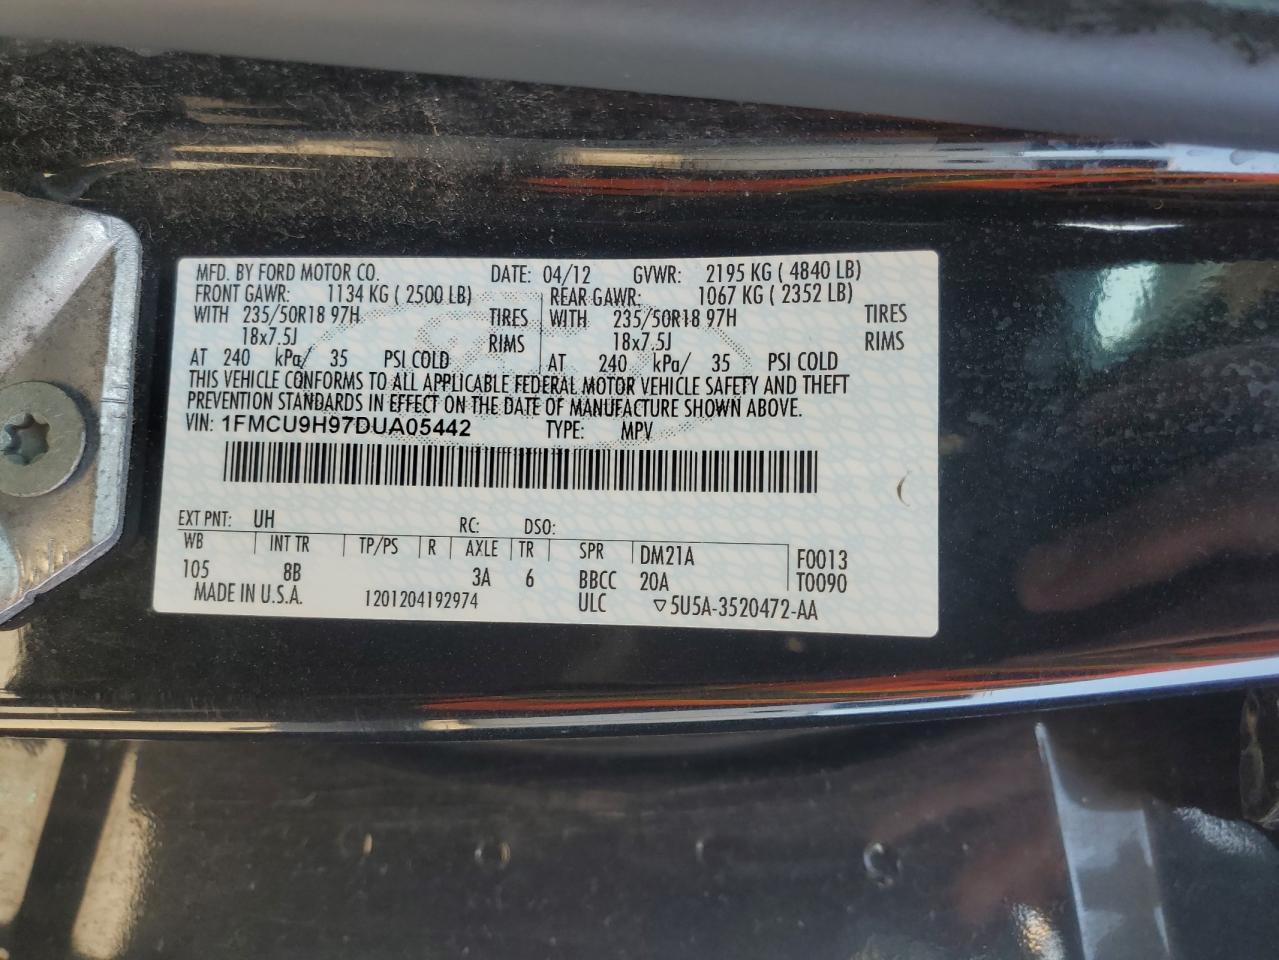 MFD. BY FORD MOTOR CO. DATE: 04/12 GVWR: 2195 KG ( 4840 LB)
FRONT GAWR: 1134 KG ( 2500 LB) REAR GAWR: 1067 KG ( 2352 LB)
WITH 235/50R18 97H TIRES WITH 235/50R18 97H TIRES
18x7.5J RIMS 18x7.5J RIMS
AT 240 kPa/ 35 PSI COLD AT 240 kPa/ 35 PSI COLD
THIS VEHICLE CONFORMS TO ALL APPLICABLE FEDERAL MOTOR VEHICLE SAFETY AND THEFT
PREVENTION STANDARDS IN EFFECT ON THE DATE OF MANUFACTURE SHOWN ABOVE.
VIN: 1FMCU9H97DUA05442 TYPE: MPV
EXT PNT: UH RC: DSO:
WB INT TR TP/PS R AXLE TR SPR DM21A F0013
105 8B 3A 6 BBCC 20A T0090
MADE IN U.S.A. 1201204192974 ULC ▽5U5A-3520472-AA